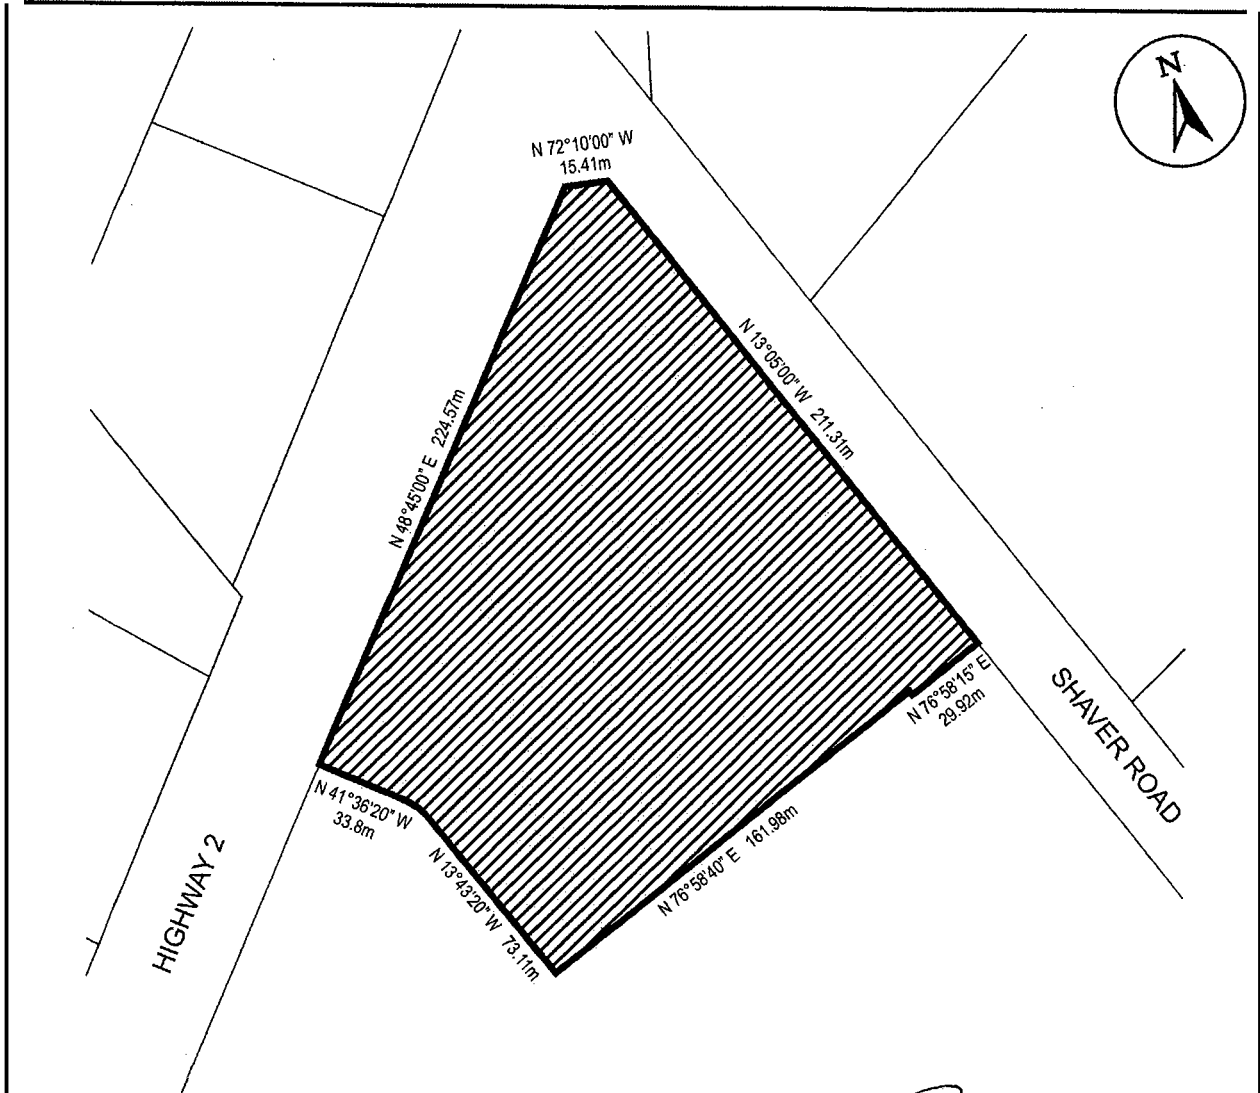 N
N 72°10'00" W
15.41m
N 13°05'00" W 211.31m
N 48°45'00" E 224.57m
N 76°58'15" E
29.92m
SHAVER ROAD
N 41°36'20" W
33.8m
N 76°58'40" E 161.98m
N 13°43'20" W 73.11m
HIGHWAY 2